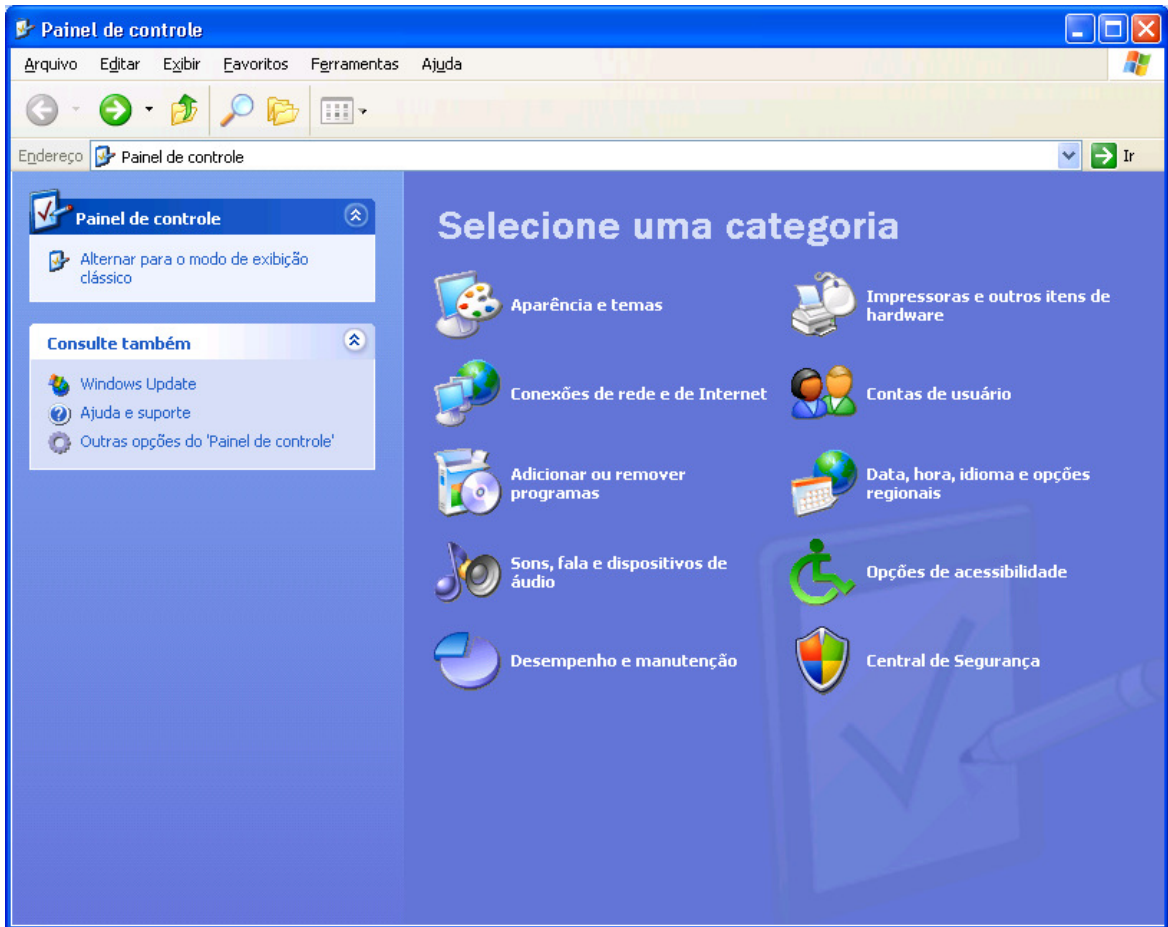 Painel de controle
Arquivo Editar Exibir Favoritos Ferramentas Ajuda
Endereço Painel de controle Ir
Painel de controle
Alternar para o modo de exibição
clássico
Consulte também
Windows Update
Ajuda e suporte
Outras opções do 'Painel de controle'
Selecione uma categoria
Aparência e temas
Impressoras e outros itens de
hardware
Conexões de rede e de Internet
Contas de usuário
Adicionar ou remover
programas
Data, hora, idioma e opções
regionais
Sons, fala e dispositivos de
áudio
Opções de acessibilidade
Desempenho e manutenção
Central de Segurança